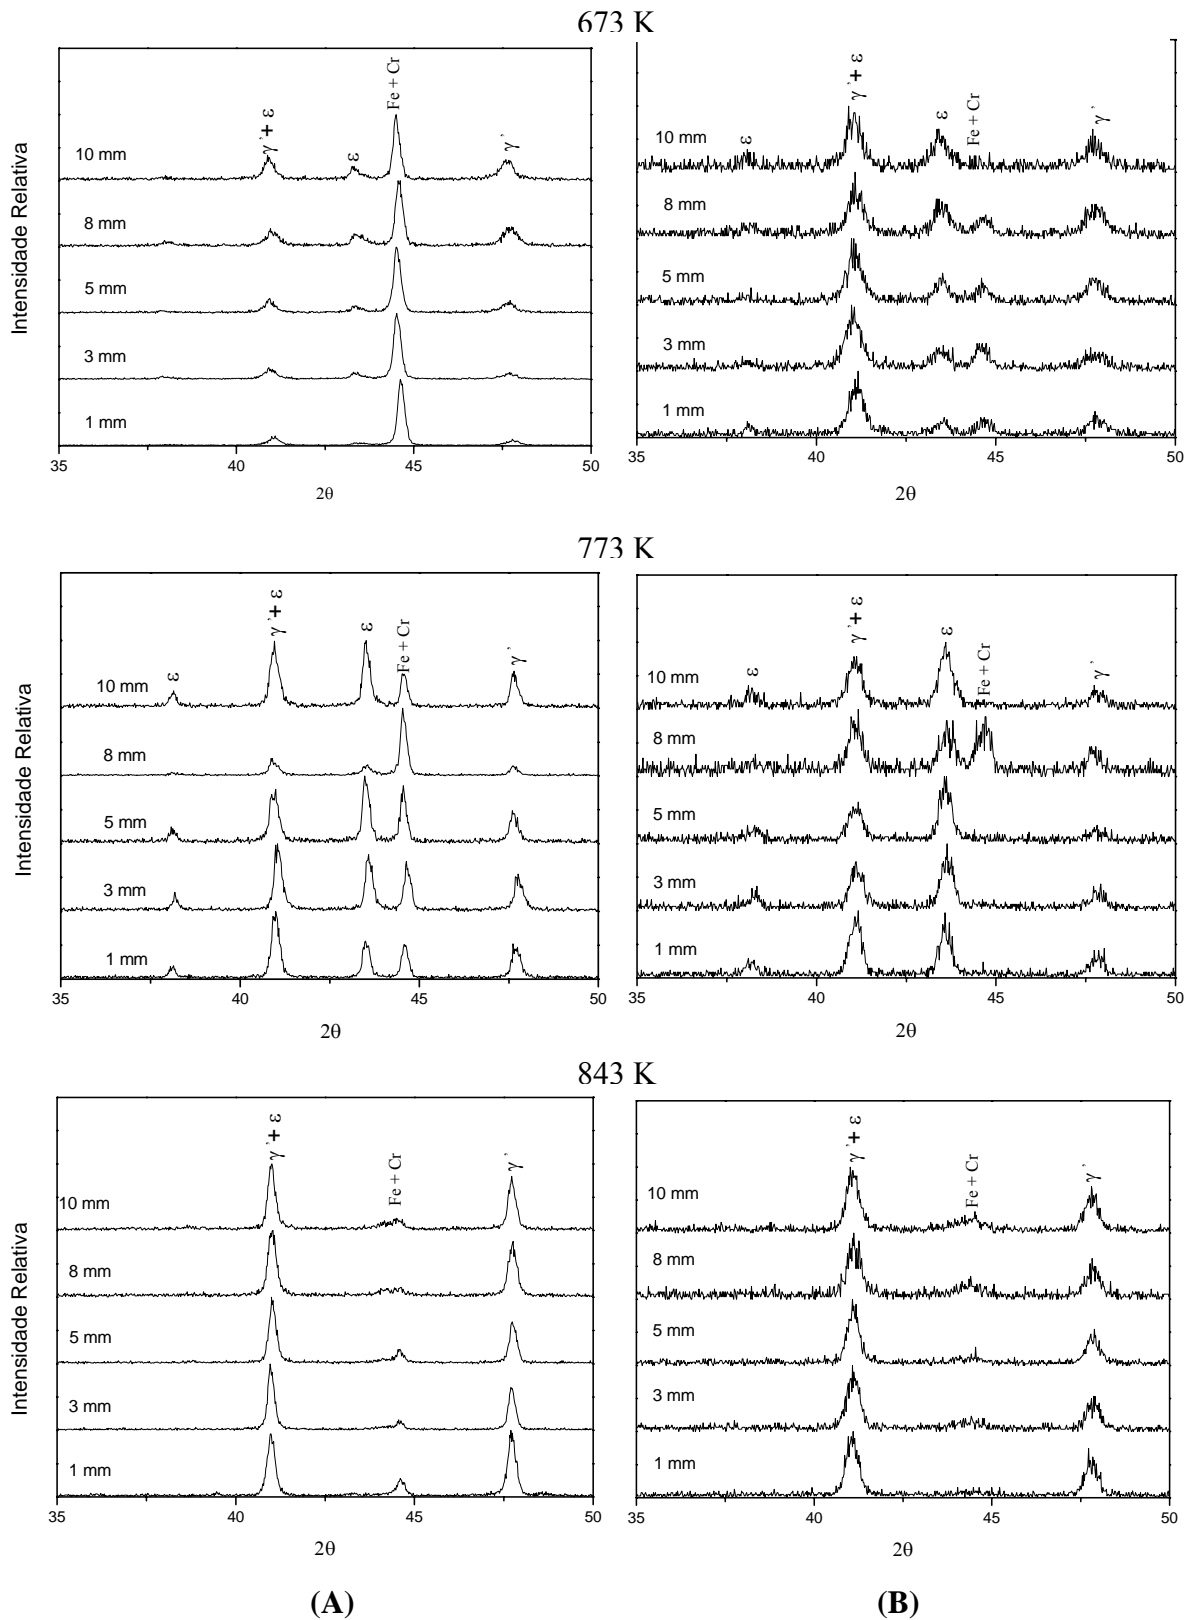 673 K
Intensidade Relativa
γ'+ ε
ε
Fe + Cr
γ'
10 mm
8 mm
5 mm
3 mm
1 mm
35 40 45 50
2θ
ε
γ'+ ε
ε
Fe + Cr
γ'
10 mm
8 mm
5 mm
3 mm
1 mm
35 40 45 50
2θ
773 K
Intensidade Relativa
ε
γ'+ ε
ε
Fe + Cr
γ'
10 mm
8 mm
5 mm
3 mm
1 mm
35 40 45 50
2θ
ε
γ'+ ε
ε
Fe + Cr
γ'
10 mm
8 mm
5 mm
3 mm
1 mm
35 40 45 50
2θ
843 K
Intensidade Relativa
γ'+ ε
Fe + Cr
γ'
10 mm
8 mm
5 mm
3 mm
1 mm
35 40 45 50
2θ
γ'+ ε
Fe + Cr
γ'
10 mm
8 mm
5 mm
3 mm
1 mm
35 40 45 50
2θ
(A) (B)